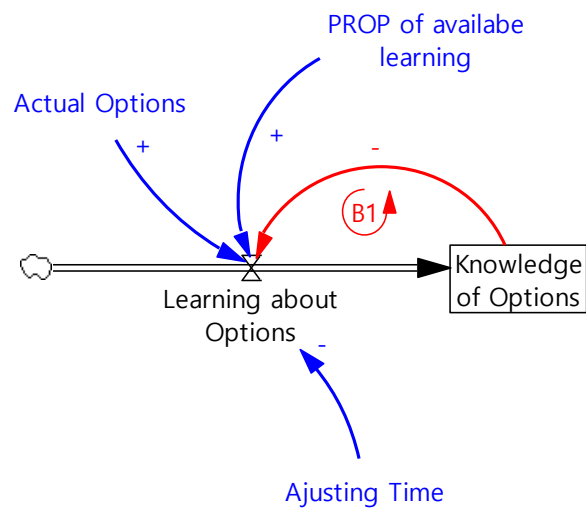 PROP of availabe
learning
Actual Options
+
+
-
B1
Knowledge
of Options
Learning about
Options
-
Ajusting Time